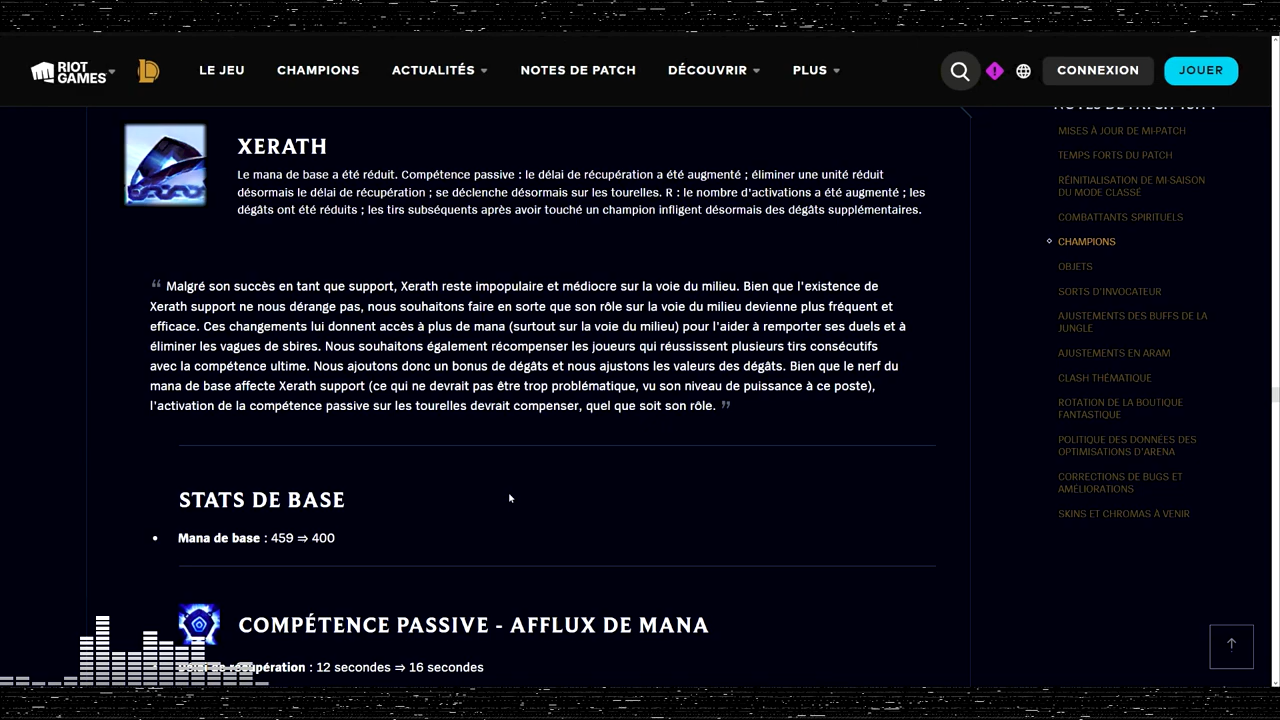 RIOT GAMES
LE JEU
CHAMPIONS
ACTUALITÉS
NOTES DE PATCH
DÉCOUVRIR
PLUS
CONNEXION
JOUER
XERATH
Le mana de base a été réduit. Compétence passive : le délai de récupération a été augmenté ; éliminer une unité réduit
désormais le délai de récupération ; se déclenche désormais sur les tourelles. R : le nombre d'activations a été augmenté ; les
dégâts ont été réduits ; les tirs subséquents après avoir touché un champion infligent désormais des dégâts supplémentaires.
“ Malgré son succès en tant que support, Xerath reste impopulaire et médiocre sur la voie du milieu. Bien que l'existence de
Xerath support ne nous dérange pas, nous souhaitons faire en sorte que son rôle sur la voie du milieu devienne plus fréquent et
efficace. Ces changements lui donnent accès à plus de mana (surtout sur la voie du milieu) pour l'aider à remporter ses duels et à
éliminer les vagues de sbires. Nous souhaitons également récompenser les joueurs qui réussissent plusieurs tirs consécutifs
avec la compétence ultime. Nous ajoutons donc un bonus de dégâts et nous ajustons les valeurs des dégâts. Bien que le nerf du
mana de base affecte Xerath support (ce qui ne devrait pas être trop problématique, vu son niveau de puissance à ce poste),
l'activation de la compétence passive sur les tourelles devrait compenser, quel que soit son rôle. ”
STATS DE BASE
• Mana de base : 459 ⇒ 400
COMPÉTENCE PASSIVE - AFFLUX DE MANA
Délai de récupération : 12 secondes ⇒ 16 secondes
NOTES DE PATCH
MISES À JOUR DE MI-PATCH
TEMPS FORTS DU PATCH
RÉINITIALISATION DE MI-SAISON
DU MODE CLASSÉ
COMBATTANTS SPIRITUELS
CHAMPIONS
OBJETS
SORTS D'INVOCATEUR
AJUSTEMENTS DES BUFFS DE LA
JUNGLE
AJUSTEMENTS EN ARAM
CLASH THÉMATIQUE
ROTATION DE LA BOUTIQUE
FANTASTIQUE
POLITIQUE DES DONNÉES DES
OPTIMISATIONS D'ARENA
CORRECTIONS DE BUGS ET
AMÉLIORATIONS
SKINS ET CHROMAS À VENIR